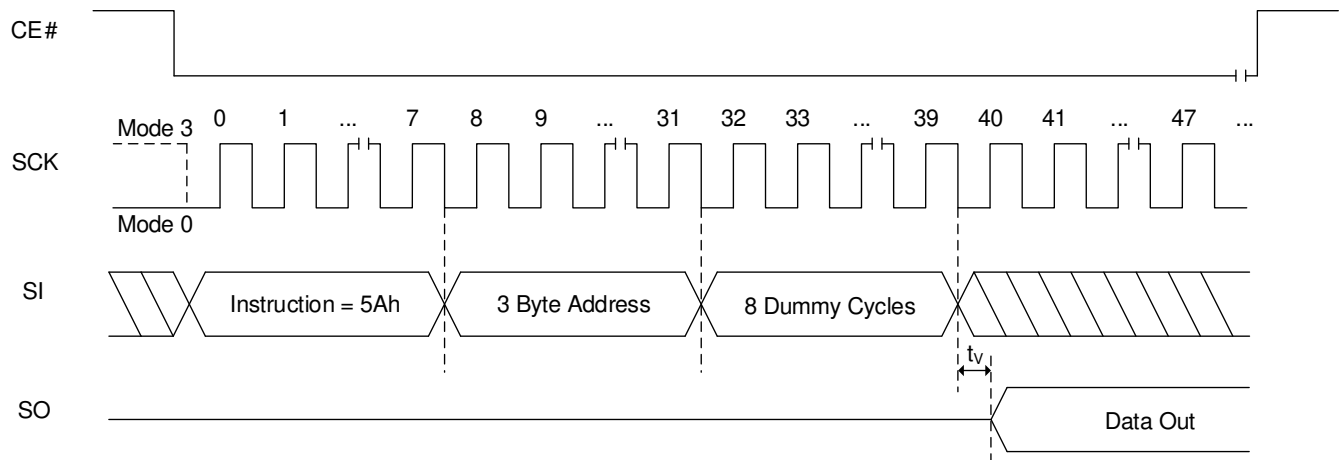 CE#
0 1 ... 7 8 9 ... 31 32 33 ... 39 40 41 ... 47 ...
Mode 3
SCK
Mode 0
SI
Instruction = 5Ah
3 Byte Address
8 Dummy Cycles
tV
SO
Data Out